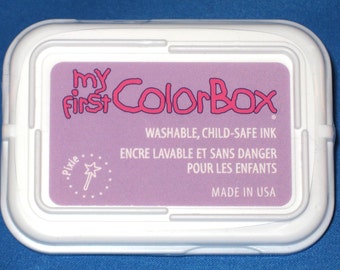 my
first ColorBox
WASHABLE, CHILD-SAFE INK
ENCRE LAVABLE ET SANS DANGER
POUR LES ENFANTS
Pixie
MADE IN USA